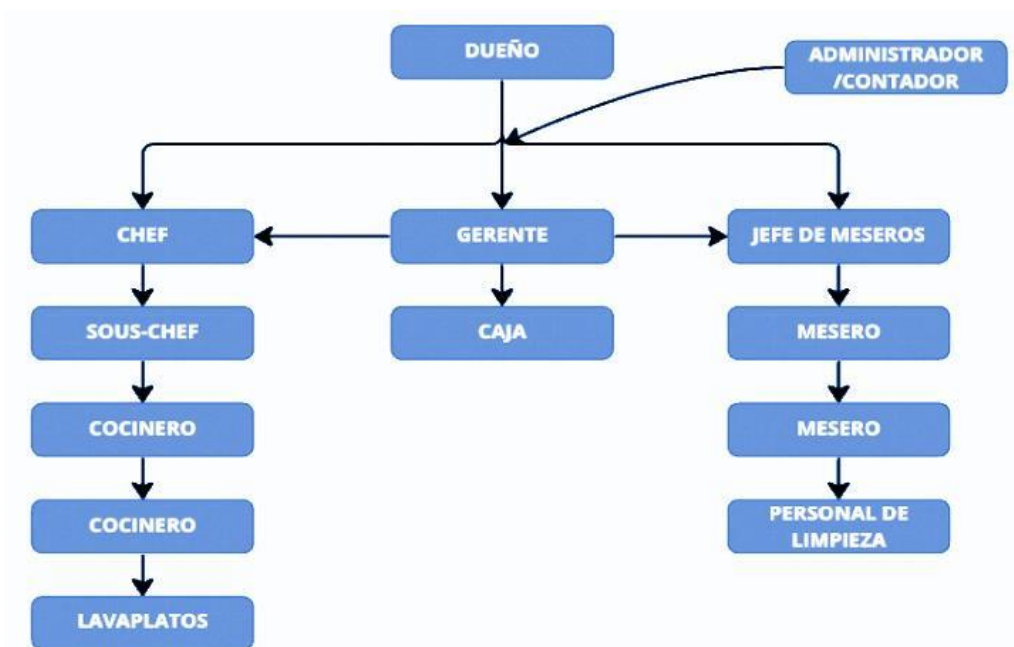 DUEÑO
ADMINISTRADOR
/CONTADOR
CHEF
GERENTE
JEFE DE MESEROS
SOUS-CHEF
CAJA
MESERO
COCINERO
MESERO
COCINERO
PERSONAL DE
LIMPIEZA
LAVAPLATOS